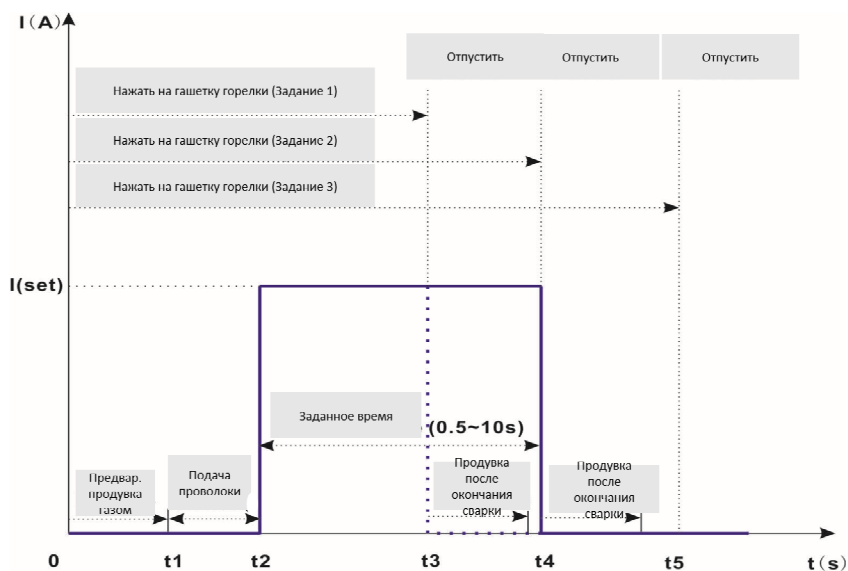 I(A)
Отпустить
Отпустить
Отпустить
Нажать на гашетку горелки (Задание 1)
Нажать на гашетку горелки (Задание 2)
Нажать на гашетку горелки (Задание 3)
I(set)
Заданное время
(0.5~10s)
Предвар.
продувка
газом
Подача
проволоки
Продувка
после
окончания
сварки
Продувка
после
окончания
сварки
0
t1
t2
t3
t4
t5
t(s)